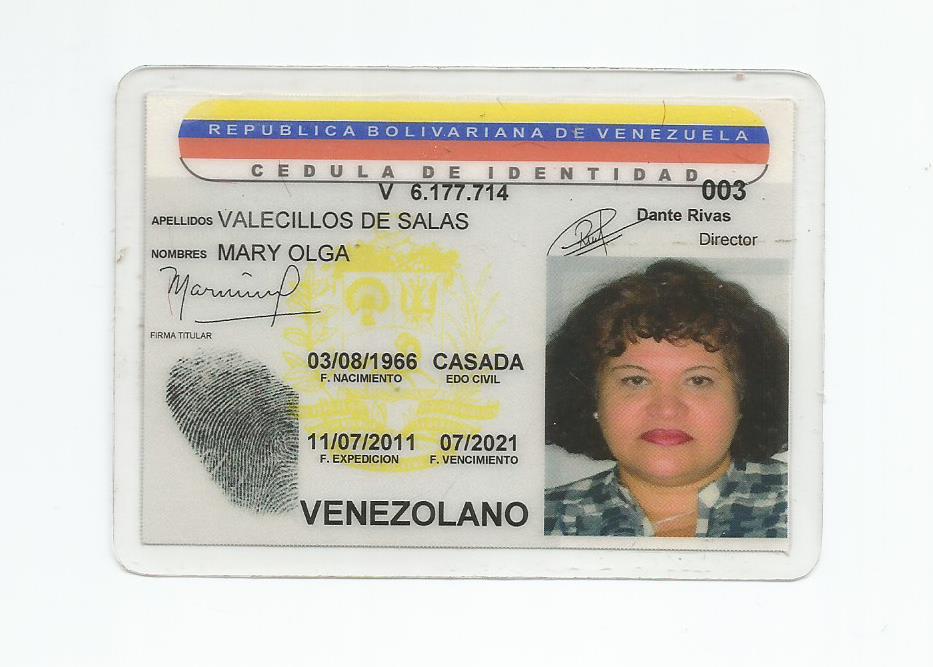 REPUBLICA BOLIVARIANA DE VENEZUELA
CEDULA DE IDENTIDAD
V 6.177.714 003
APELLIDOS VALECILLOS DE SALAS
Dante Rivas
Director
NOMBRES MARY OLGA
FIRMA TITULAR
03/08/1966 CASADA
F. NACIMIENTO EDO CIVIL
11/07/2011 07/2021
F. EXPEDICION F. VENCIMIENTO
VENEZOLANO